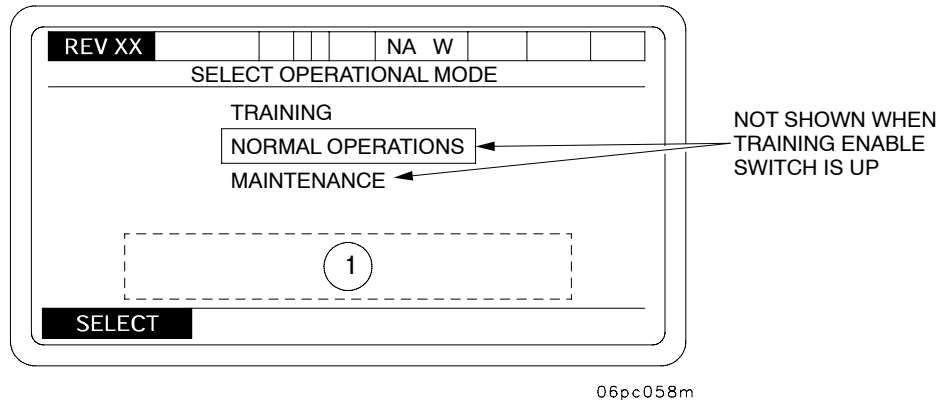 REV XX
NA W
SELECT OPERATIONAL MODE
TRAINING
NORMAL OPERATIONS
MAINTENANCE
NOT SHOWN WHEN
TRAINING ENABLE
SWITCH IS UP
1
SELECT
06pc058m